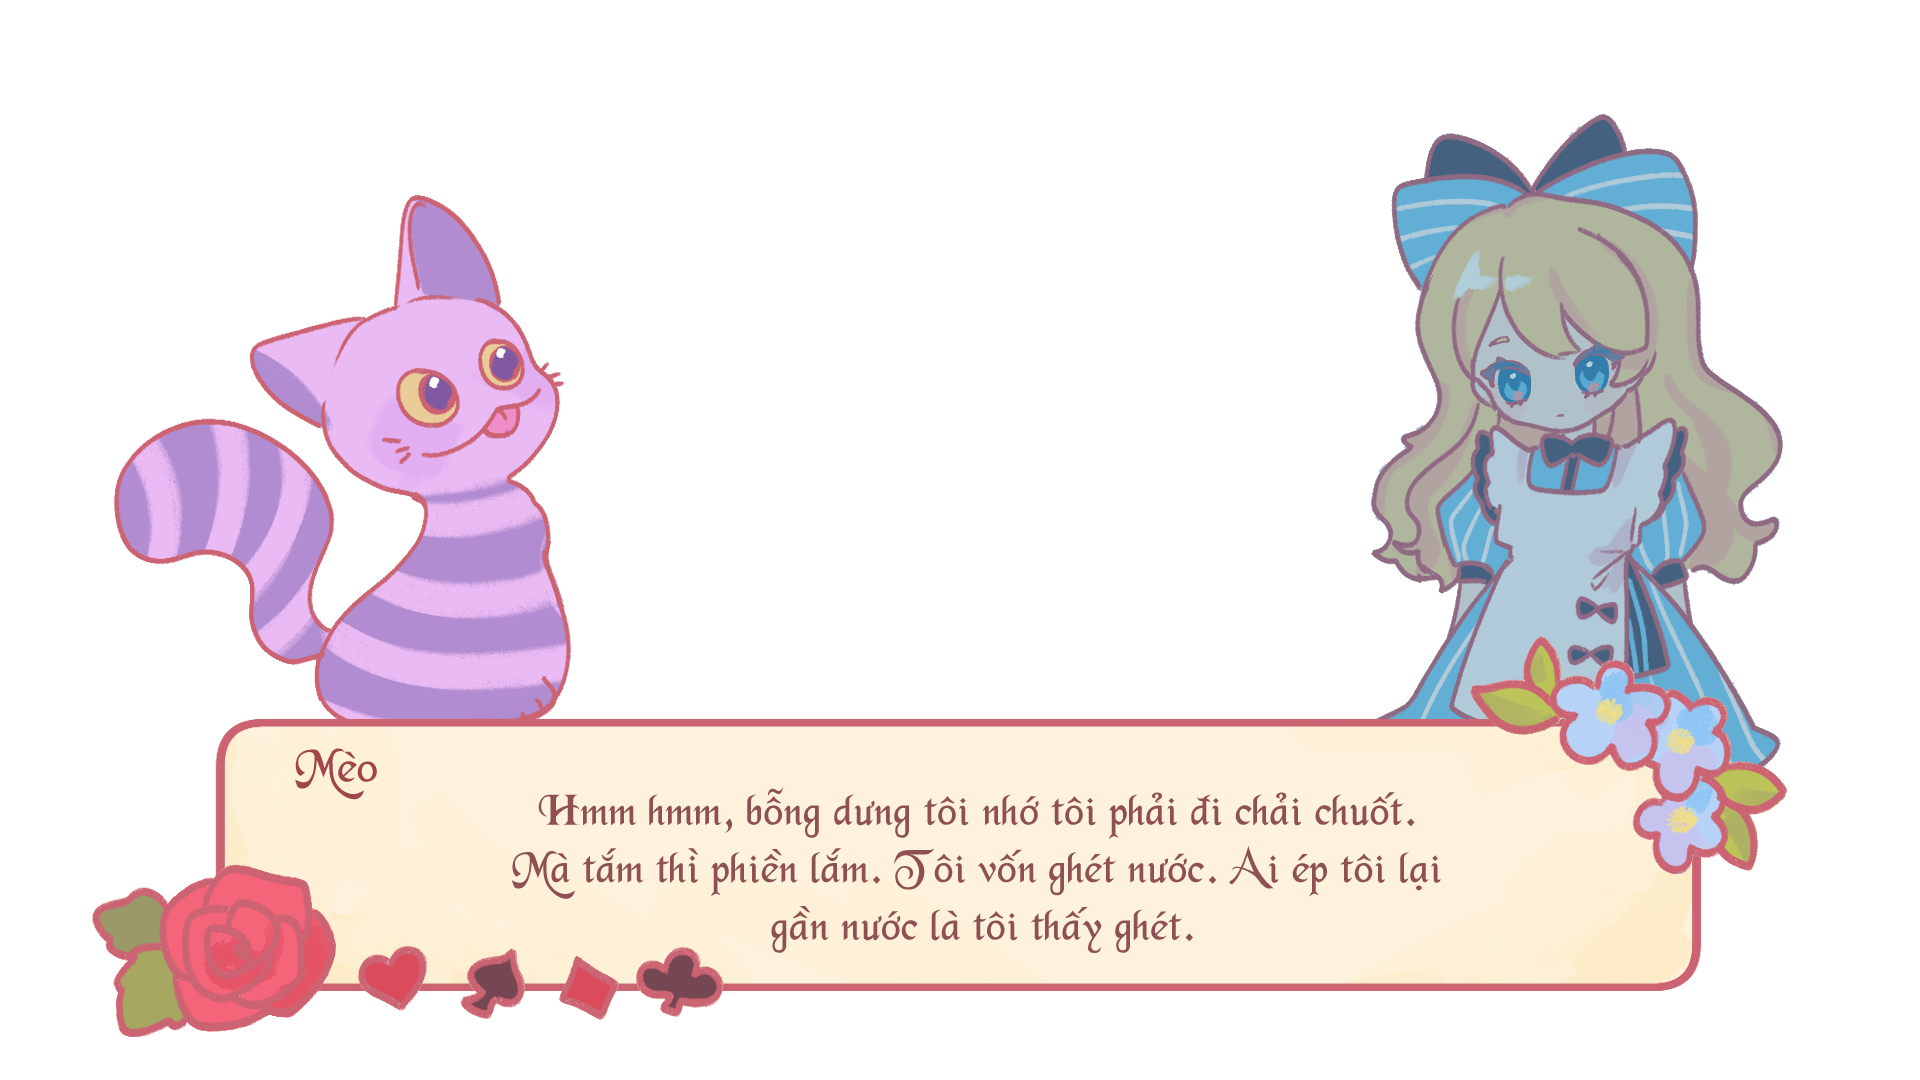 Mèo
Hmm hmm, bỗng dưng tôi nhớ tôi phải đi chải chuốt.
Mà tắm thì phiền lắm. Tôi vốn ghét nước. Ai ép tôi lại
gần nước là tôi thấy ghét.